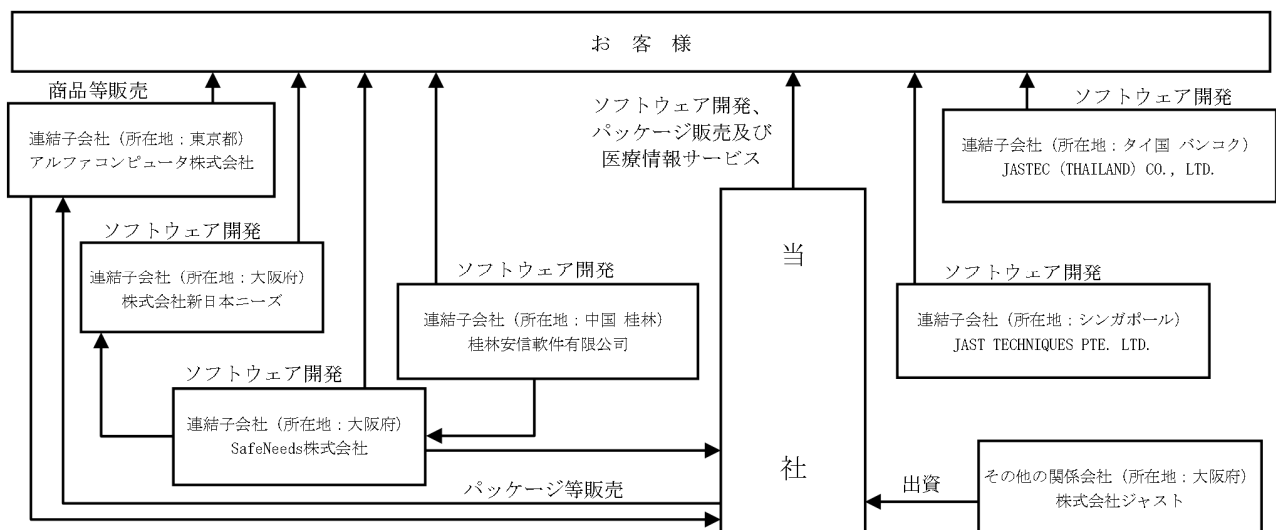 お 客 様
商品等販売
連結子会社（所在地：東京都）
アルファコンピュータ株式会社
ソフトウェア開発、
パッケージ販売及び
医療情報サービス
ソフトウェア開発
連結子会社（所在地：タイ国 バンコク）
JASTEC (THAILAND) CO., LTD.
ソフトウェア開発
連結子会社（所在地：大阪府）
株式会社新日本ニーズ
ソフトウェア開発
連結子会社（所在地：中国 桂林）
桂林安信軟件有限公司
当
社
ソフトウェア開発
連結子会社（所在地：シンガポール）
JAST TECHNIQUES PTE. LTD.
ソフトウェア開発
連結子会社（所在地：大阪府）
SafeNeeds株式会社
パッケージ等販売
出資
その他の関係会社（所在地：大阪府）
株式会社ジャスト